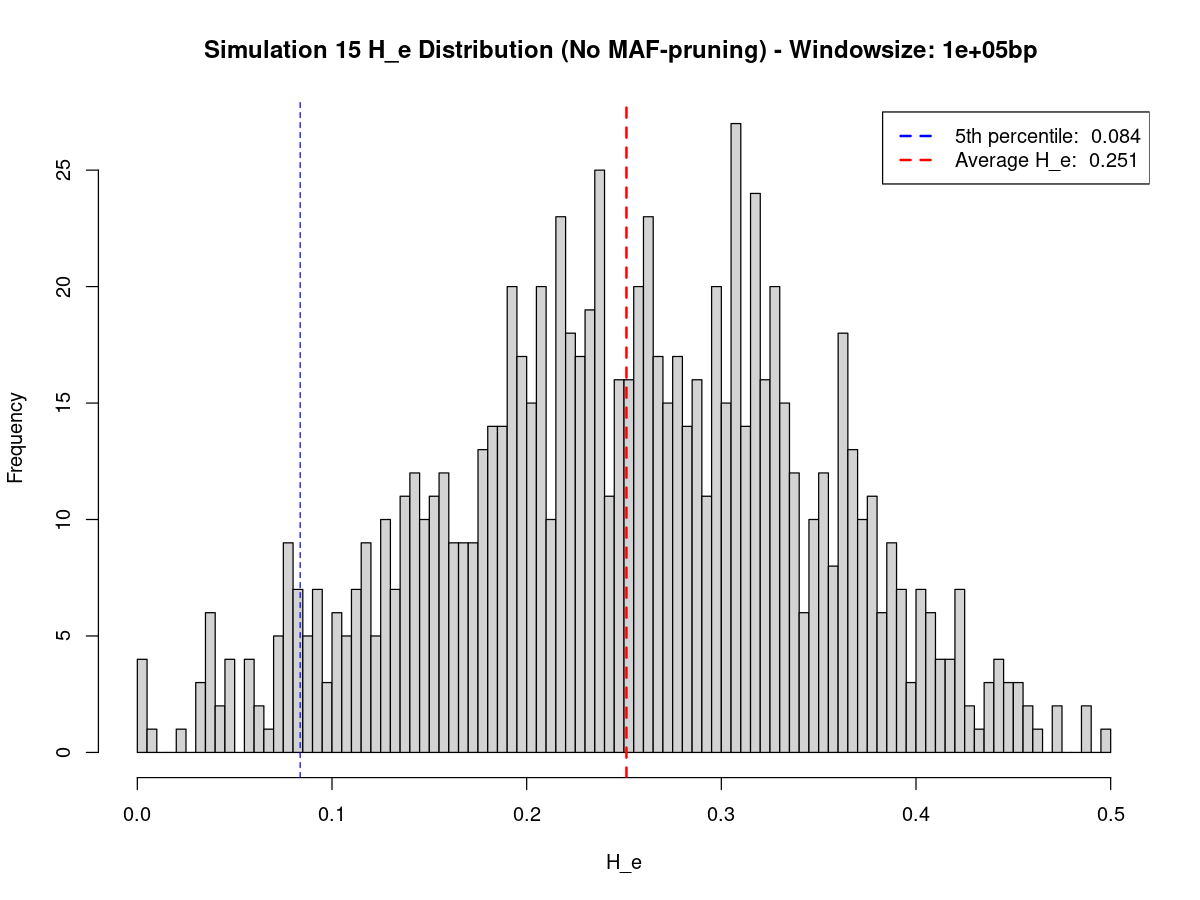 Simulation 15 H_e Distribution (No MAF-pruning) - Windowsize: 1e+05bp
5th percentile:  0.084
Average H_e:  0.251
Frequency
25
20
15
10
5
0
0.0 0.1 0.2 0.3 0.4 0.5
H_e